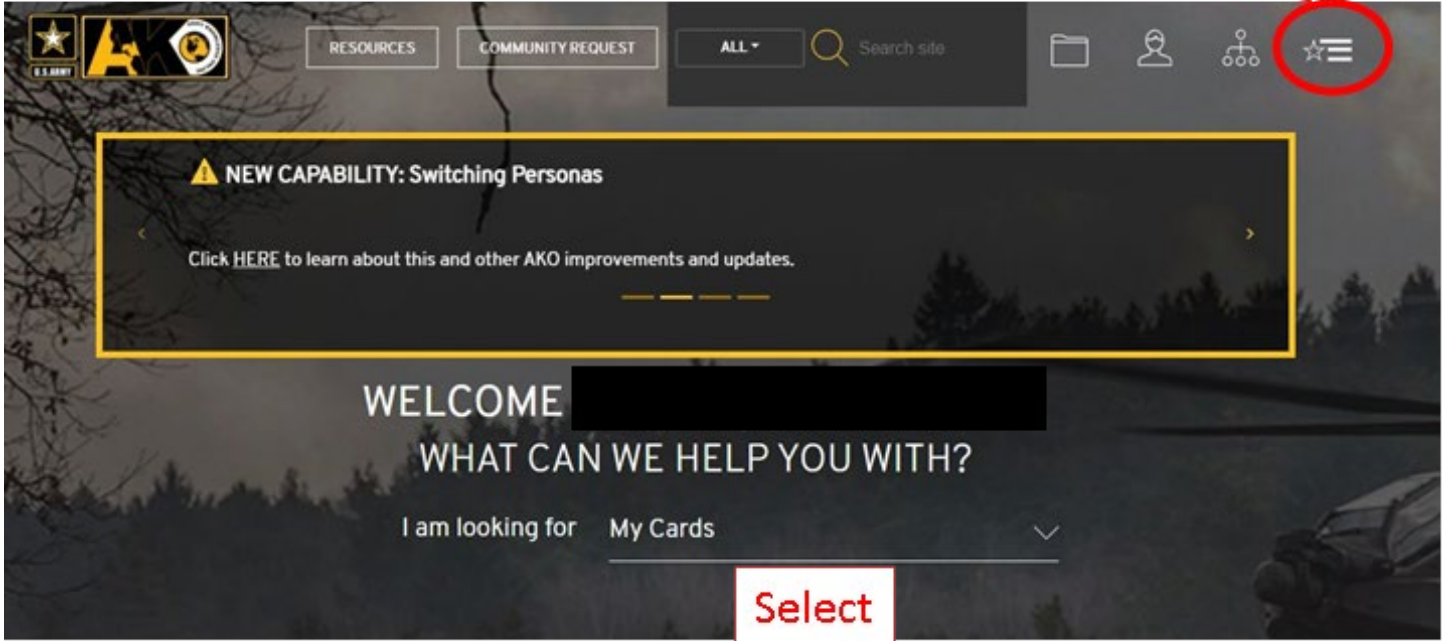 U.S. ARMY
AKO
RESOURCES
COMMUNITY REQUEST
ALL
Search site
NEW CAPABILITY: Switching Personas
Click HERE to learn about this and other AKO improvements and updates.
WELCOME
WHAT CAN WE HELP YOU WITH?
I am looking for My Cards
Select